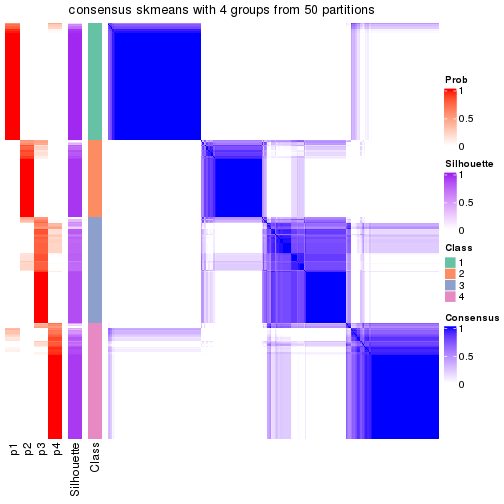 consensus skmeans with 4 groups from 50 partitions
Prob
1
0.5
0
Silhouette
1
0.5
0
Class
1
2
3
4
Consensus
1
0.5
0
p1
p2
p3
p4
Silhouette
Class